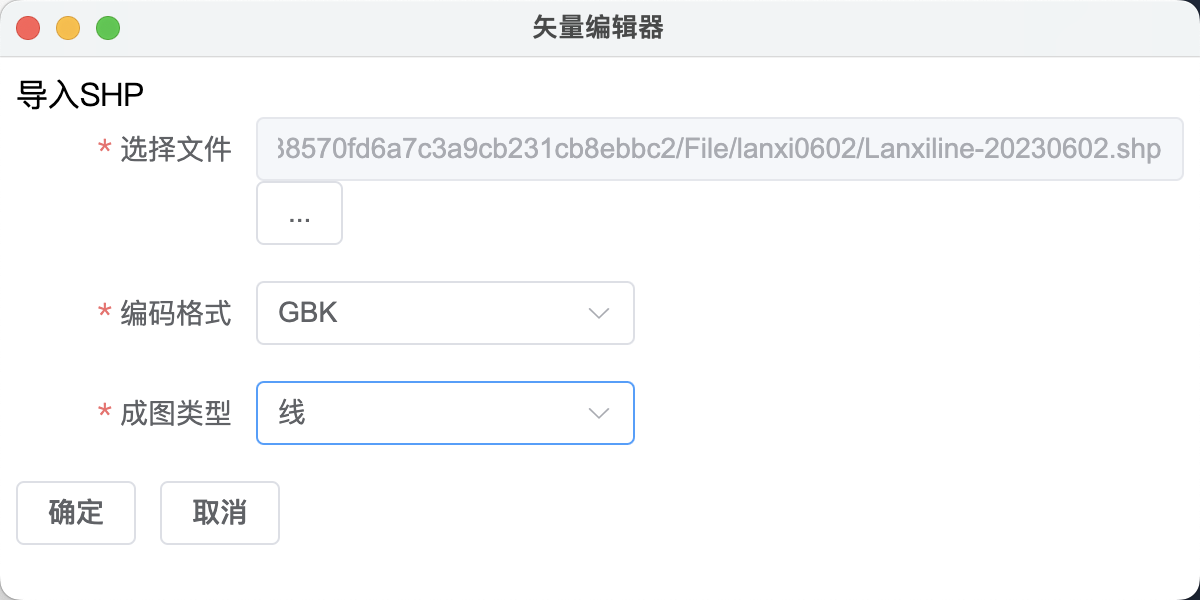 矢量编辑器
导入SHP
* 选择文件 38570fd6a7c3a9cb231cb8ebbc2/File/lanxi0602/Lanxiline-20230602.shp
...
* 编码格式 GBK
* 成图类型 线
确定 取消